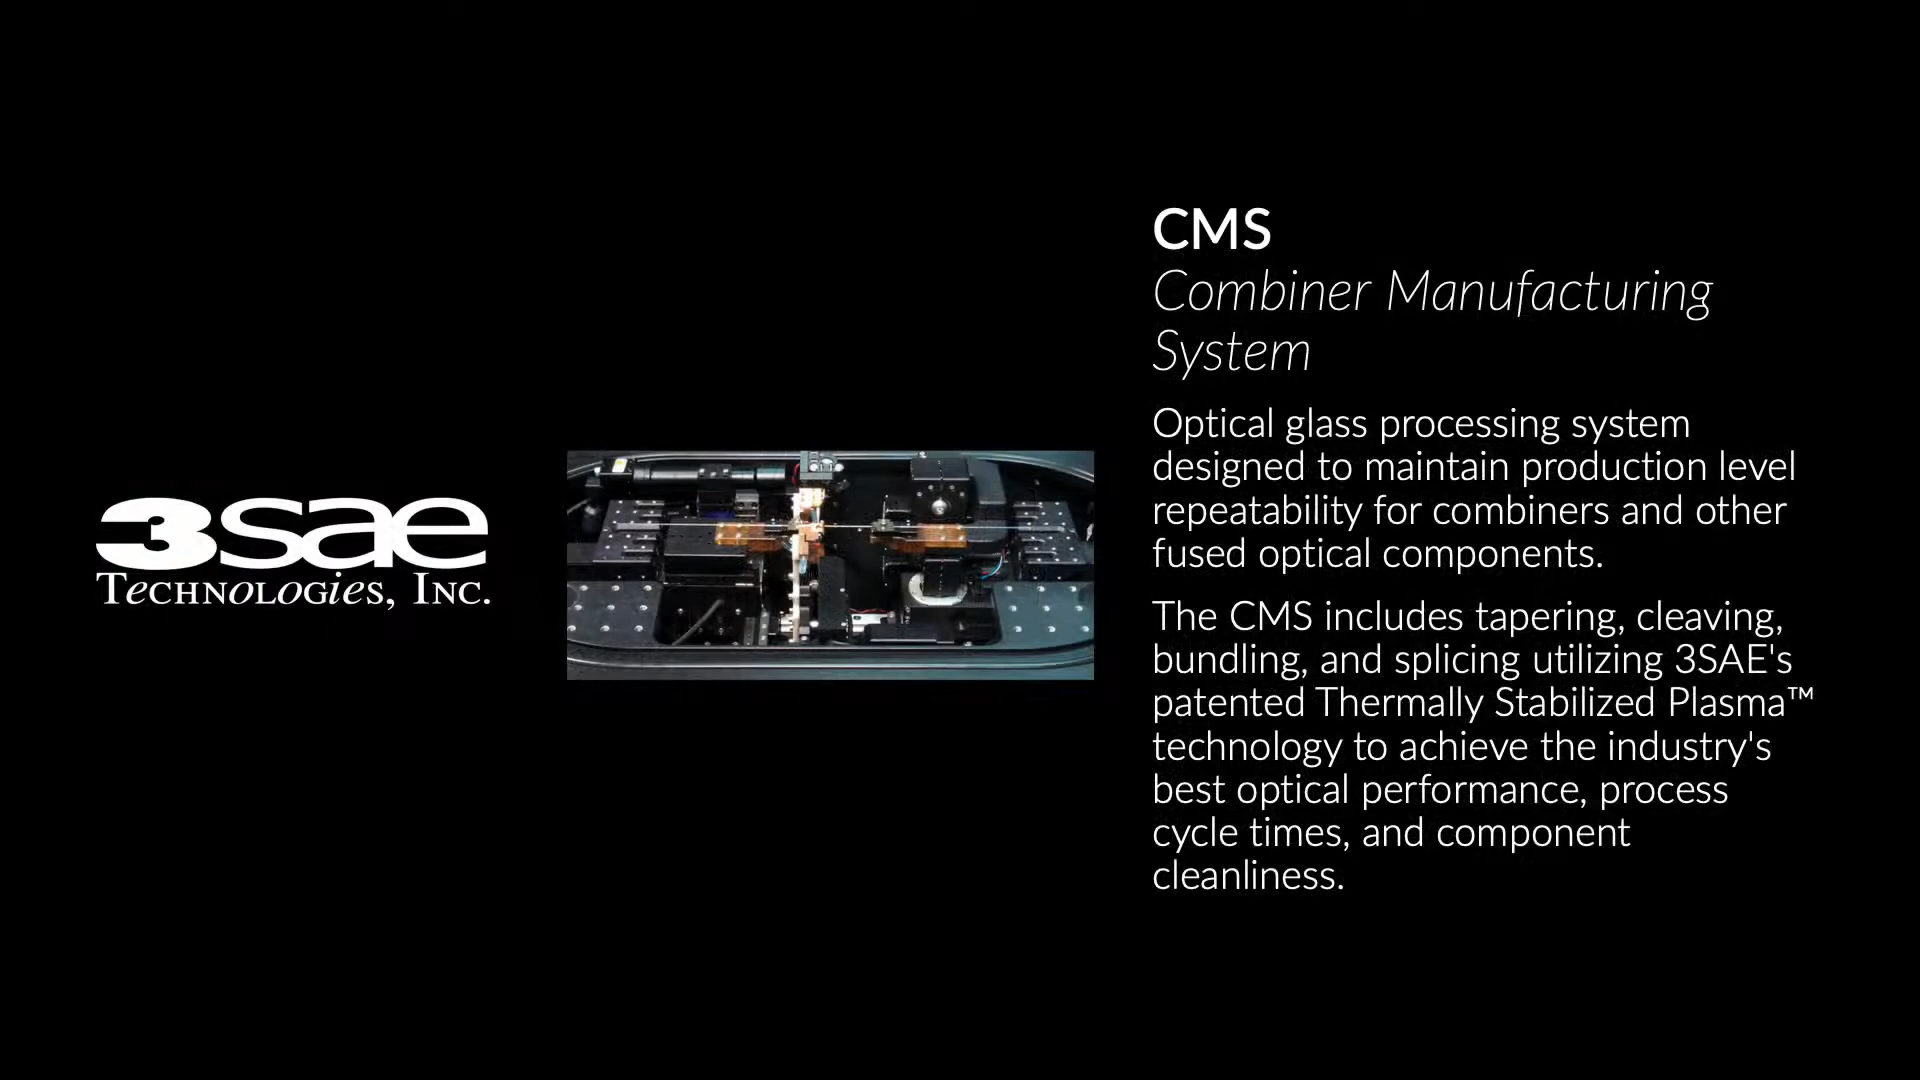 3sae
Technologies, Inc.
CMS
Combiner Manufacturing
System
Optical glass processing system
designed to maintain production level
repeatability for combiners and other
fused optical components.
The CMS includes tapering, cleaving,
bundling, and splicing utilizing 3SAE's
patented Thermally Stabilized Plasma™
technology to achieve the industry's
best optical performance, process
cycle times, and component
cleanliness.